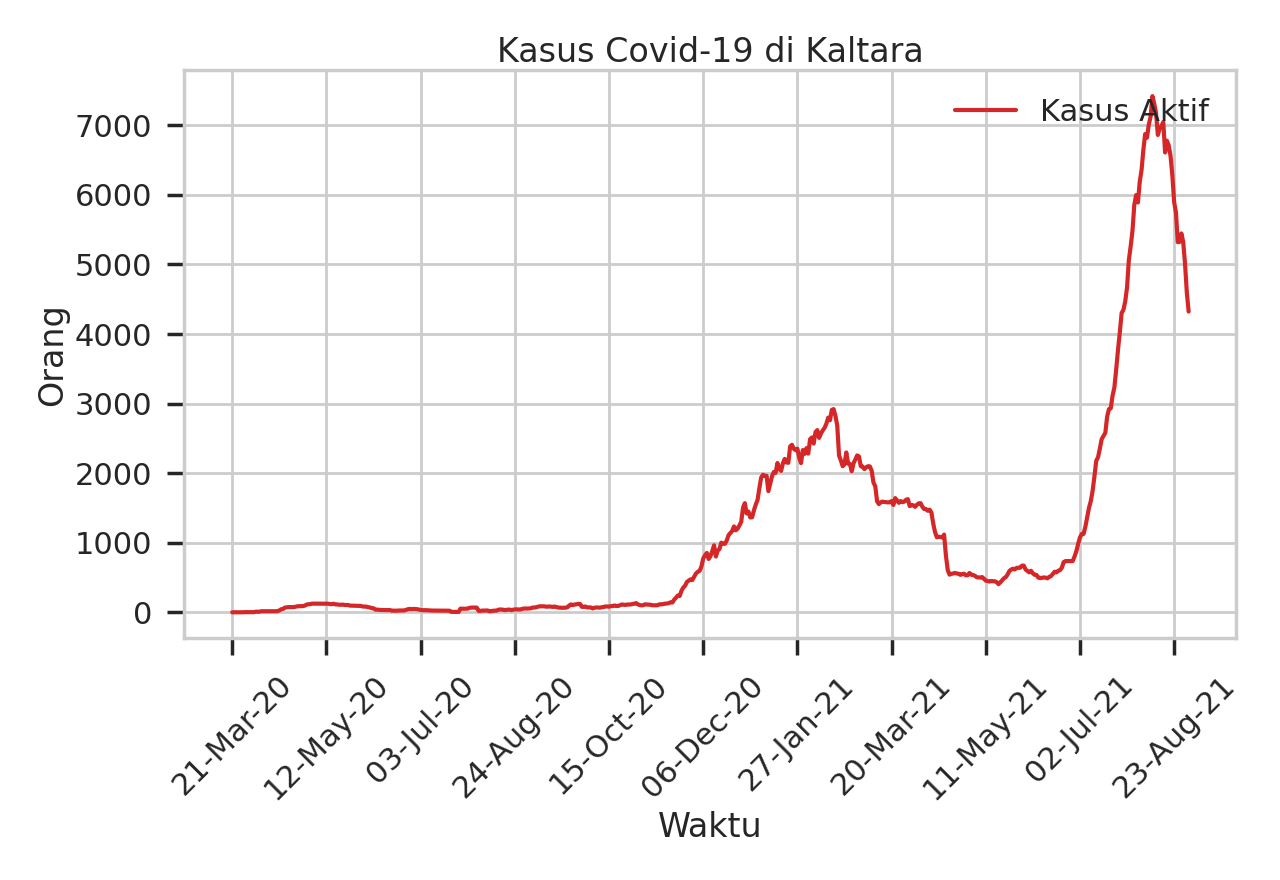 Kasus Covid-19 di Kaltara
Kasus Aktif
7000
6000
5000
4000
3000
2000
1000
0
Orang
21-Mar-20
12-May-20
03-Jul-20
24-Aug-20
15-Oct-20
06-Dec-20
27-Jan-21
20-Mar-21
11-May-21
02-Jul-21
23-Aug-21
Waktu